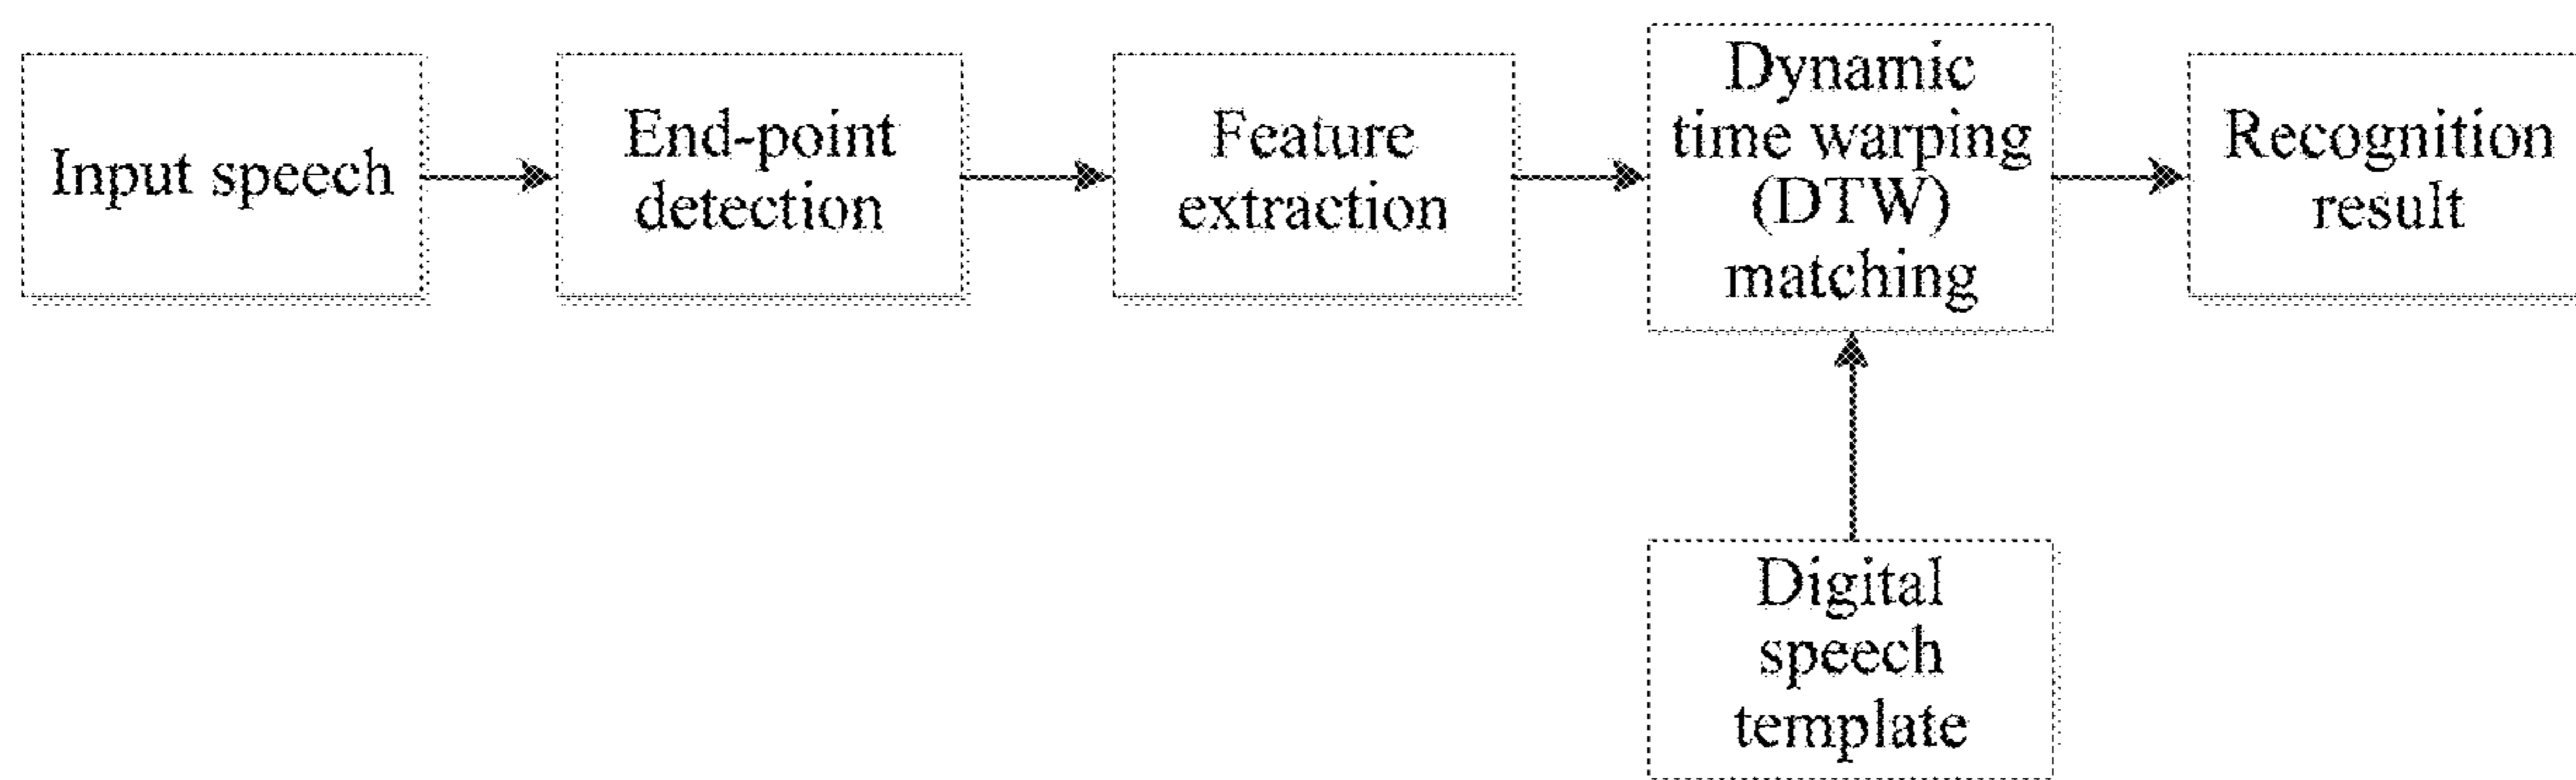 Input speech
End-point
detection
Feature
extraction
Dynamic
time warping
(DTW)
matching
Recognition
result
Digital
speech
template